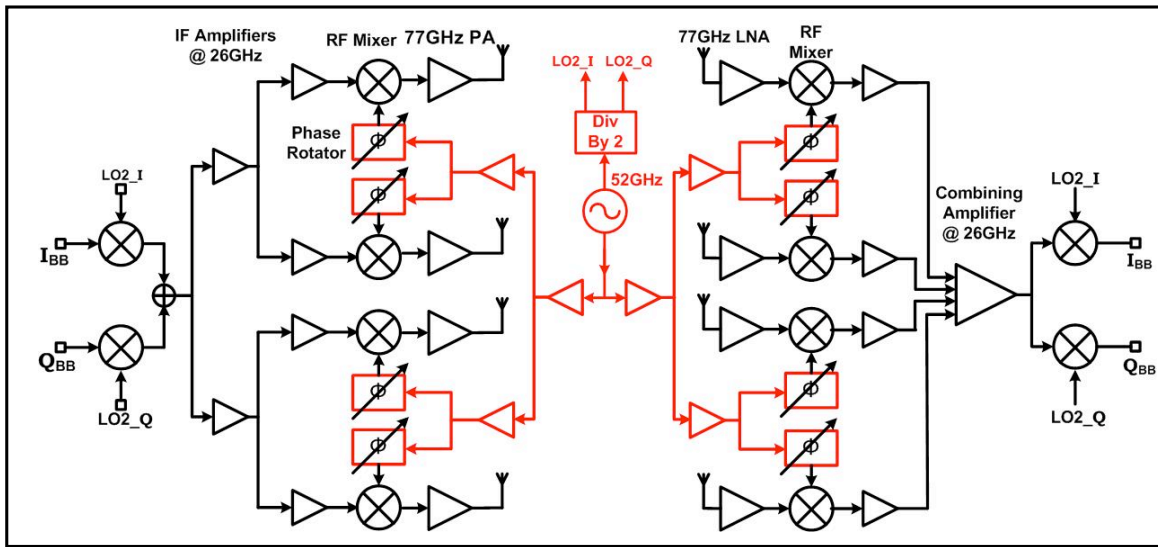 IF Amplifiers
@ 26GHz
RF Mixer
77GHz PA
77GHz LNA
RF
Mixer
LO2_I
LO2_Q
Div
By 2
52GHz
Phase
Rotator
ϕ
ϕ
ϕ
ϕ
ϕ
ϕ
ϕ
ϕ
LO2_I
I_BB
Q_BB
LO2_Q
Combining
Amplifier
@ 26GHz
LO2_I
I_BB
Q_BB
LO2_Q